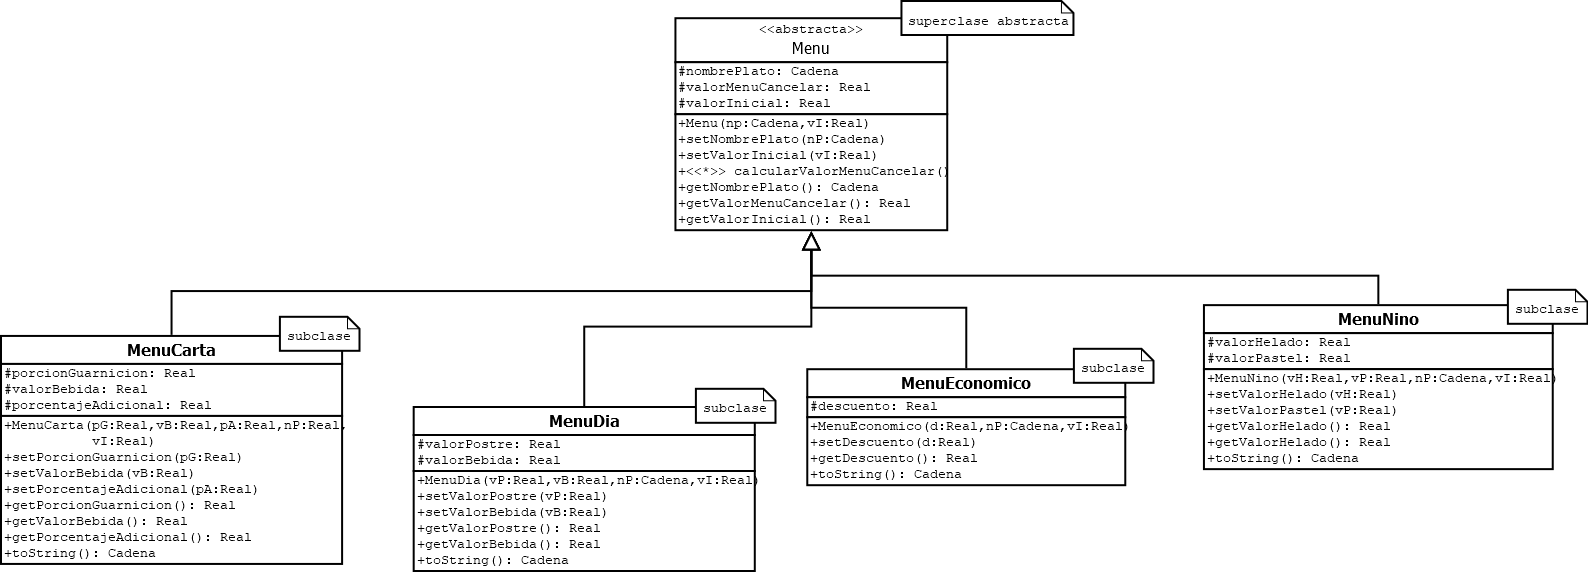 superclase abstracta
<<abstracta>>
Menu
#nombrePlato: Cadena
#valorMenuCancelar: Real
#valorInicial: Real
+Menu(np:Cadena,vI:Real)
+setNombrePlato(nP:Cadena)
+setValorInicial(vI:Real)
+<<*>> calcularValorMenuCancelar()
+getNombrePlato(): Cadena
+getValorMenuCancelar(): Real
+getValorInicial(): Real
subclase
MenuCarta
#porcionGuarnicion: Real
#valorBebida: Real
#porcentajeAdicional: Real
+MenuCarta(pG:Real,vB:Real,pA:Real,nP:Real,
vI:Real)
+setPorcionGuarnicion(pG:Real)
+setValorBebida(vB:Real)
+setPorcentajeAdicional(pA:Real)
+getPorcionGuarnicion(): Real
+getValorBebida(): Real
+getPorcentajeAdicional(): Real
+toString(): Cadena
subclase
MenuDia
#valorPostre: Real
#valorBebida: Real
+MenuDia(vP:Real,vB:Real,nP:Cadena,vI:Real)
+setValorPostre(vP:Real)
+setValorBebida(vB:Real)
+getValorPostre(): Real
+getValorBebida(): Real
+toString(): Cadena
subclase
MenuEconomico
#descuento: Real
+MenuEconomico(d:Real,nP:Cadena,vI:Real)
+setDescuento(d:Real)
+getDescuento(): Real
+toString(): Cadena
subclase
MenuNino
#valorHelado: Real
#valorPastel: Real
+MenuNino(vH:Real,vP:Real,nP:Cadena,vI:Real)
+setValorHelado(vH:Real)
+setValorPastel(vP:Real)
+getValorHelado(): Real
+getValorHelado(): Real
+toString(): Cadena